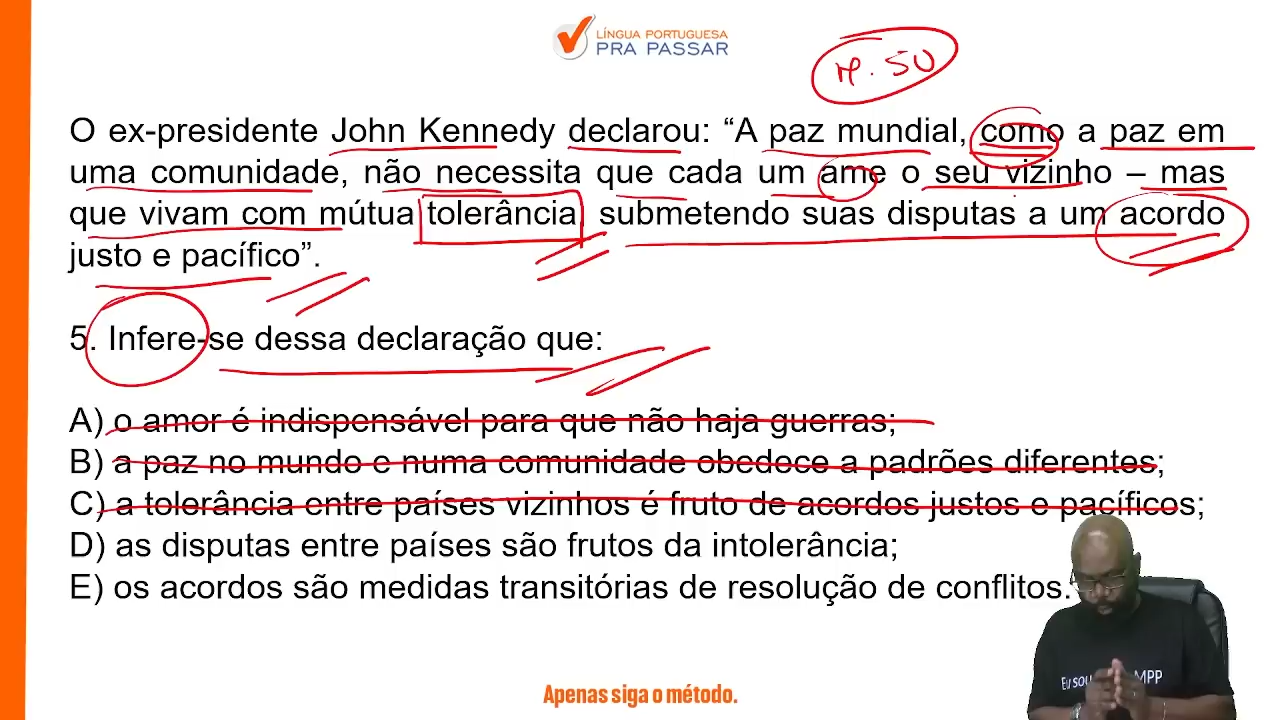 LÍNGUA PORTUGUESA
PRA PASSAR
p. 50
O ex-presidente John Kennedy declarou: “A paz mundial, como a paz em
uma comunidade, não necessita que cada um ame o seu vizinho – mas
que vivam com mútua tolerância, submetendo suas disputas a um acordo
justo e pacífico”.
5. Infere-se dessa declaração que:
A) o amor é indispensável para que não haja guerras;
B) a paz no mundo e numa comunidade obedece a padrões diferentes;
C) a tolerância entre países vizinhos é fruto de acordos justos e pacíficos;
D) as disputas entre países são frutos da intolerância;
E) os acordos são medidas transitórias de resolução de conflitos.
Eu sou MPP
Apenas siga o método.